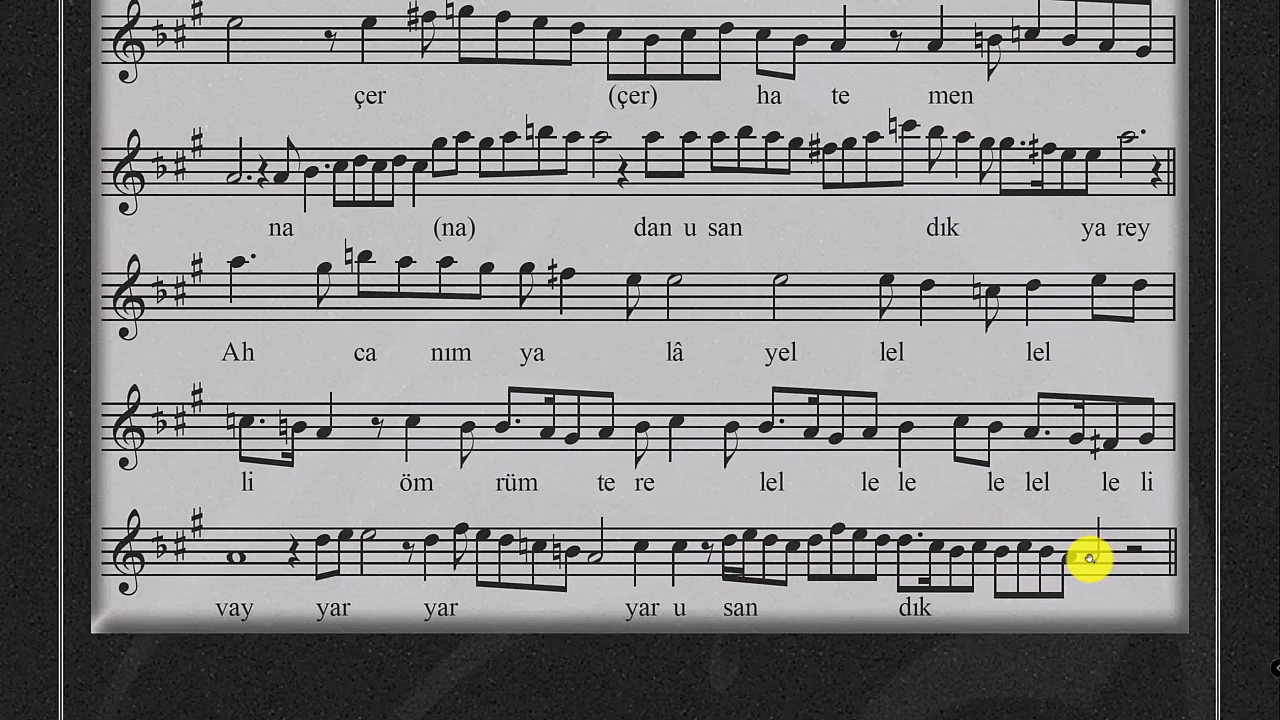 çer (çer) ha te men
na (na) dan u san dık ya rey
Ah ca nım ya lâ yel lel lel
li öm rüm te re lel le le le lel le li
vay yar yar yar u san dık